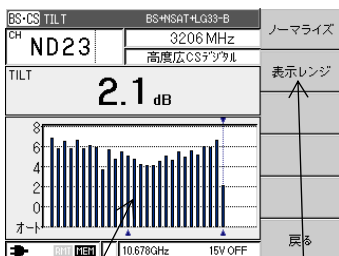 BS・CS TILT BS+NSAT+LG33-B
ノーマライズ
CH ND23 3206 MHz
高度広CSデジタル
表示レンジ
TILT
2.1 dB
8
6
4
2
0
オート
戻る
RMT MEM 10.678GHz 15V OFF